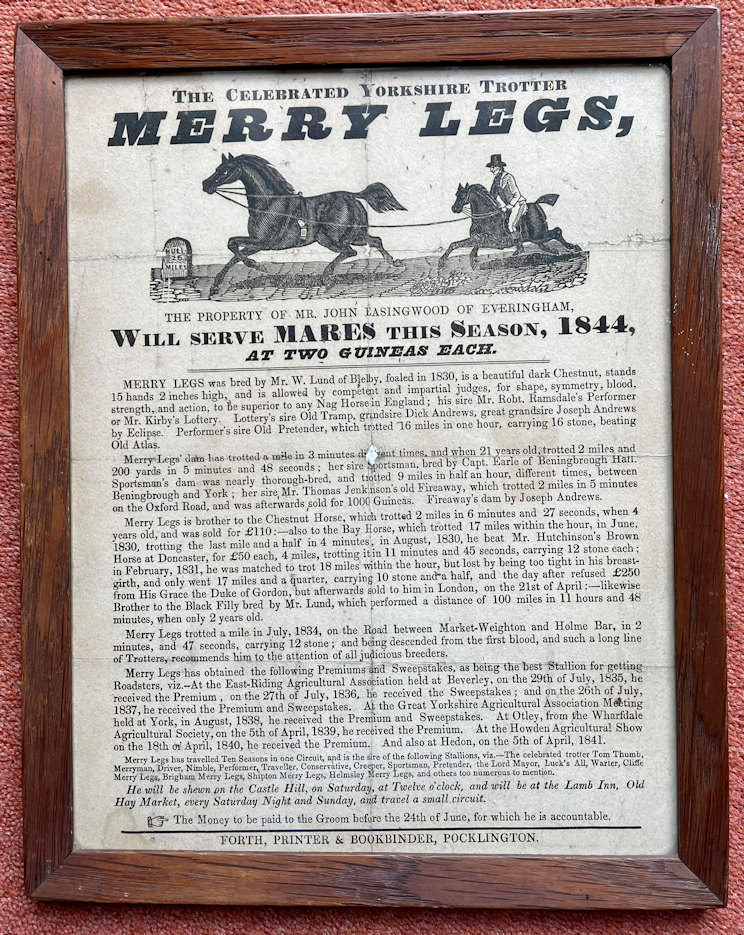 THE CELEBRATED YORKSHIRE TROTTER
MERRY LEGS,
HULL
26
MILES
THE PROPERTY OF MR. JOHN EASINGWOOD OF EVERINGHAM,
WILL SERVE MARES THIS SEASON, 1844,
AT TWO GUINEAS EACH.
MERRY LEGS was bred by Mr. W. Lund of Bielby, foaled in 1830, is a beautiful dark Chestnut, stands
15 hands 2 inches high, and is allowed by competent and impartial judges, for shape, symmetry, blood,
strength, and action, to be superior to any Nag Horse in England; his sire Mr. Robt. Ramsdale's Performer
or Mr. Kirby's Lottery. Lottery's sire Old Tramp, grandsire Dick Andrews, great grandsire Joseph Andrews
by Eclipse. Performer's sire Old Pretender, which trotted 16 miles in one hour, carrying 16 stone, beating
Old Atlas.
Merry Legs' dam has trotted a mile in 3 minutes different times, and when 21 years old, trotted 2 miles and
200 yards in 5 minutes and 48 seconds; her sire Sportsman, bred by Capt. Earle of Beningbrough Hall.
Sportsman's dam was nearly thorough-bred, and trotted 9 miles in half an hour, different times, between
Beningbrough and York; her sire Mr. Thomas Jenkinson's old Fireaway, which trotted 2 miles in 5 minutes
on the Oxford Road, and was afterwards sold for 1000 Guineas. Fireaway's dam by Joseph Andrews.
Merry Legs is brother to the Chestnut Horse, which trotted 2 miles in 6 minutes and 27 seconds, when 4
years old, and was sold for £110:—also to the Bay Horse, which trotted 17 miles within the hour, in June,
1830, trotting the last mile and a half in 4 minutes, in August, 1830, he beat Mr. Hutchinson's Brown
Horse at Doncaster, for £50 each, 4 miles, trotting it in 11 minutes and 45 seconds, carrying 12 stone each;
in February, 1831, he was matched to trot 18 miles within the hour, but lost by being too tight in his breast-
girth, and only went 17 miles and a quarter, carrying 10 stone and a half, and the day after refused £250
from His Grace the Duke of Gordon, but afterwards sold to him in London, on the 21st of April:—likewise
Brother to the Black Filly bred by Mr. Lund, which performed a distance of 100 miles in 11 hours and 48
minutes, when only 2 years old.
Merry Legs trotted a mile in July, 1834, on the Road between Market-Weighton and Holme Bar, in 2
minutes, and 47 seconds, carrying 12 stone; and being descended from the first blood, and such a long line
of Trotters, recommends him to the attention of all judicious breeders.
Merry Legs has obtained the following Premiums and Sweepstakes, as being the best Stallion for getting
Roadsters, viz.—At the East-Riding Agricultural Association held at Beverley, on the 29th of July, 1835, he
received the Premium, on the 27th of July, 1836, he received the Sweepstakes; and on the 26th of July,
1837, he received the Premium and Sweepstakes. At the Great Yorkshire Agricultural Association Meeting
held at York, in August, 1838, he received the Premium and Sweepstakes. At Otley, from the Wharfdale
Agricultural Society, on the 5th of April, 1839, he received the Premium. At the Howden Agricultural Show
on the 18th of April, 1840, he received the Premium. And also at Hedon, on the 5th of April, 1841.
Merry Legs has travelled Ten Seasons in one Circuit, and is the sire of the following Stallions, viz.—The celebrated trotter Tom Thumb,
Merryman, Driver, Nimble, Performer, Traveller, Conservative, Creeper, Sportsman, Pretender, the Lord Mayor, Luck's All, Warter, Cliffe
Merry Legs, Brigham Merry Legs, Shipton Merry Legs, Helmsley Merry Legs, and others too numerous to mention.
He will be shewn on the Castle Hill, on Saturday, at Twelve o'clock, and will be at the Lamb Inn, Old
Hay Market, every Saturday Night and Sunday, and travel a small circuit.
☞ The Money to be paid to the Groom before the 24th of June, for which he is accountable.
FORTH, PRINTER & BOOKBINDER, POCKLINGTON.